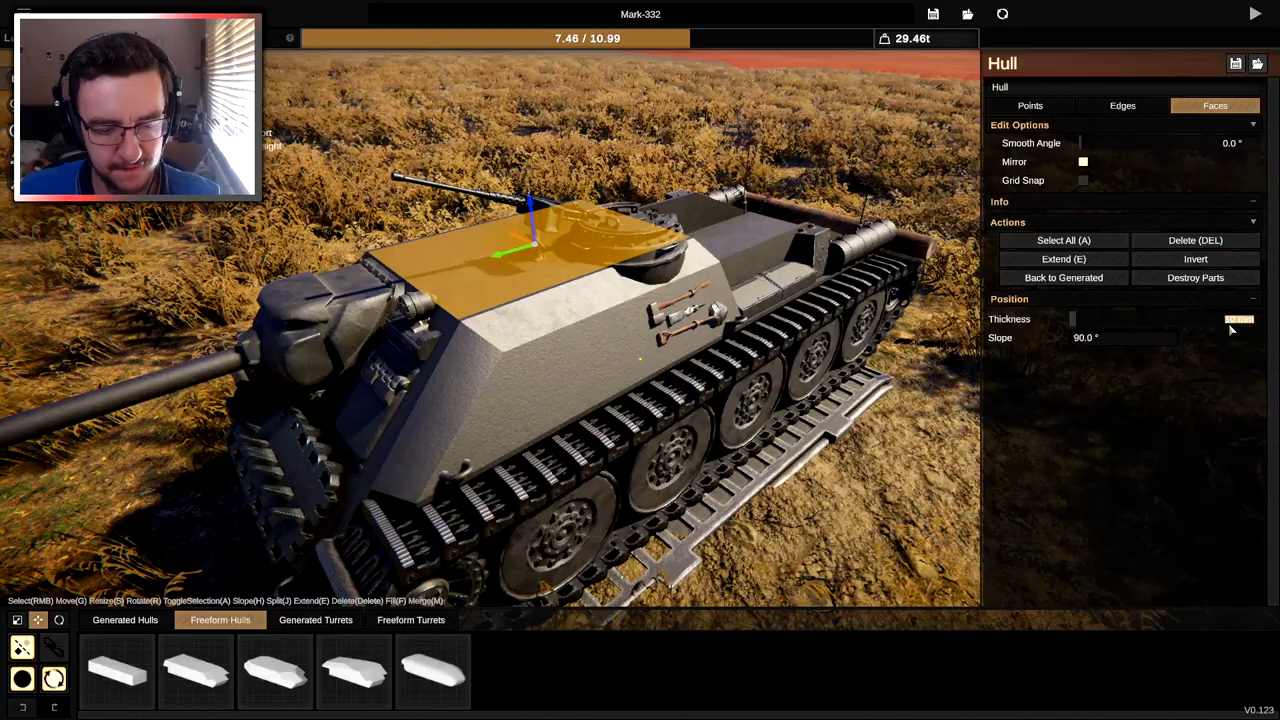 Mark-332
7.46 / 10.99
29.46t
Hull
Hull
Points Edges Faces
Edit Options
Smooth Angle 0.0 °
Mirror
Grid Snap
Info
Actions
Select All (A) Delete (DEL)
Extend (E) Invert
Back to Generated Destroy Parts
Position
Thickness 10 mm
Slope 90.0 °
Select(RMB) Move(G) Resize(S) Rotate(R) ToggleSelection(A) Slope(H) Split(J) Extend(E) Delete(Delete) Fill(F) Merge(M)
Generated Hulls Freeform Hulls Generated Turrets Freeform Turrets
V0.123